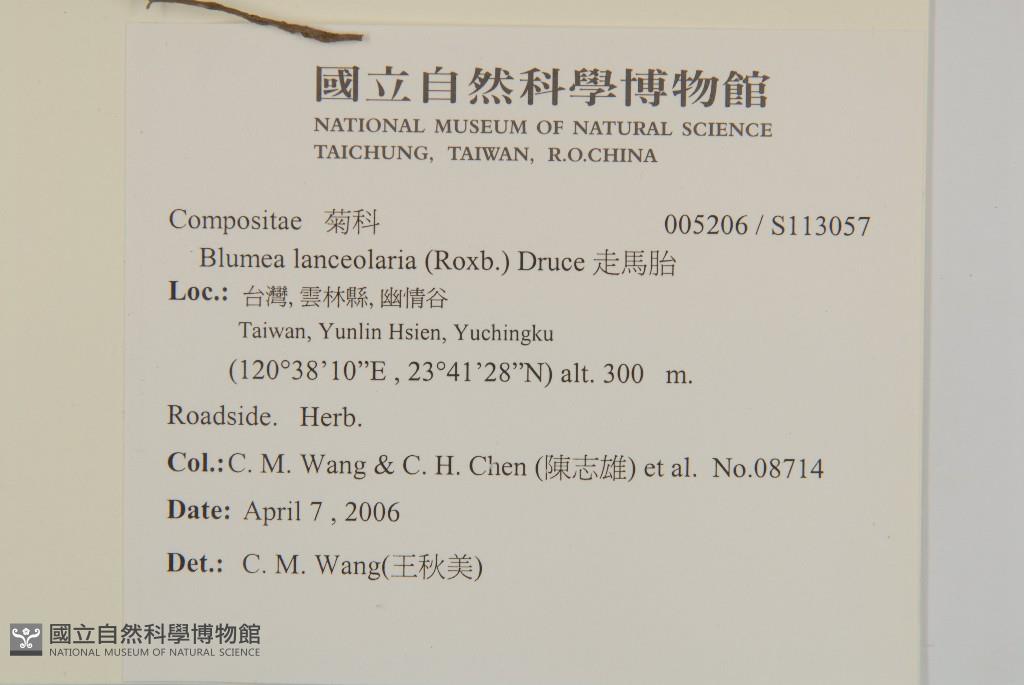 國立自然科學博物館
NATIONAL MUSEUM OF NATURAL SCIENCE
TAICHUNG, TAIWAN, R.O.CHINA
Compositae 菊科 005206 / S113057
Blumea lanceolaria (Roxb.) Druce 走馬胎
Loc.: 台灣, 雲林縣, 幽情谷
Taiwan, Yunlin Hsien, Yuchingku
(120°38’10”E , 23°41’28”N) alt. 300 m.
Roadside. Herb.
Col.: C. M. Wang & C. H. Chen (陳志雄) et al. No.08714
Date: April 7 , 2006
Det.: C. M. Wang(王秋美)
國立自然科學博物館
NATIONAL MUSEUM OF NATURAL SCIENCE